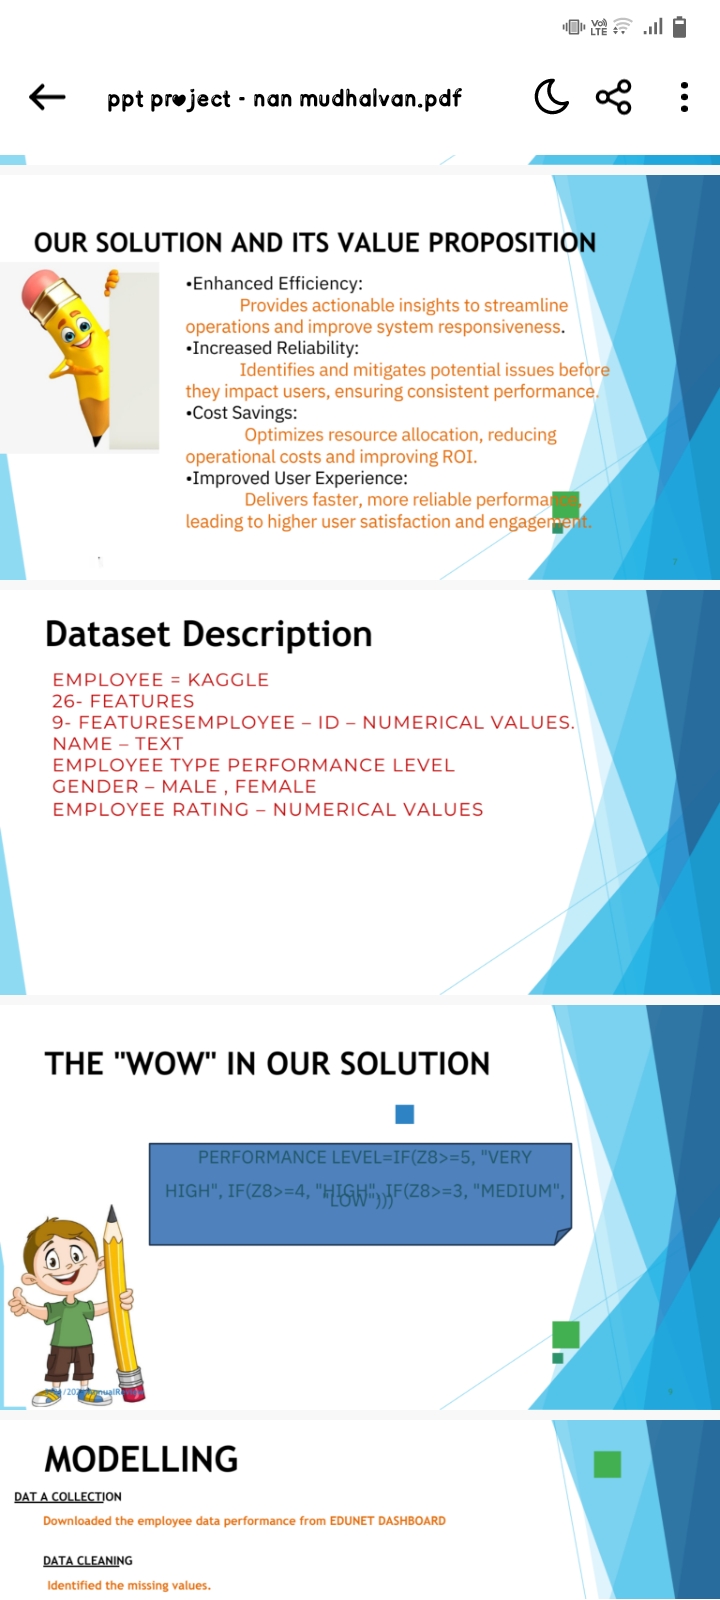 Vo) LTE
ppt project - nan mudhalvan.pdf
OUR SOLUTION AND ITS VALUE PROPOSITION
•Enhanced Efficiency:
Provides actionable insights to streamline
operations and improve system responsiveness.
•Increased Reliability:
Identifies and mitigates potential issues before
they impact users, ensuring consistent performance.
•Cost Savings:
Optimizes resource allocation, reducing
operational costs and improving ROI.
•Improved User Experience:
Delivers faster, more reliable performance,
leading to higher user satisfaction and engagement.
Dataset Description
EMPLOYEE = KAGGLE
26- FEATURES
9- FEATURESEMPLOYEE – ID – NUMERICAL VALUES.
NAME – TEXT
EMPLOYEE TYPE PERFORMANCE LEVEL
GENDER – MALE , FEMALE
EMPLOYEE RATING – NUMERICAL VALUES
THE "WOW" IN OUR SOLUTION
PERFORMANCE LEVEL=IF(Z8>=5, "VERY
HIGH", IF(Z8>=4, "HIGH", IF(Z8>=3, "MEDIUM",
"LOW")))
MODELLING
DAT A COLLECTION
Downloaded the employee data performance from EDUNET DASHBOARD
DATA CLEANING
Identified the missing values.